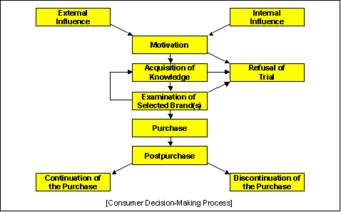 External
Influence
Internal
Influence
Motivation
Acquisition of
Knowledge
Refusal of
Trial
Examination of
Selected Brand(s)
Purchase
Postpurchase
Continuation of
the Purchase
Discontinuation of
the Purchase
[Consumer Decision-Making Process]